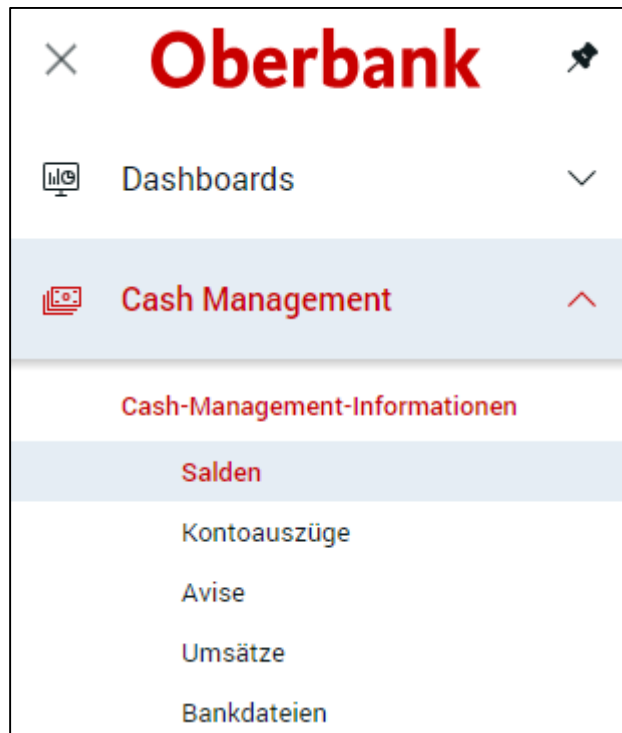 Oberbank
Dashboards
Cash Management
Cash-Management-Informationen
Salden
Kontoauszüge
Avise
Umsätze
Bankdateien